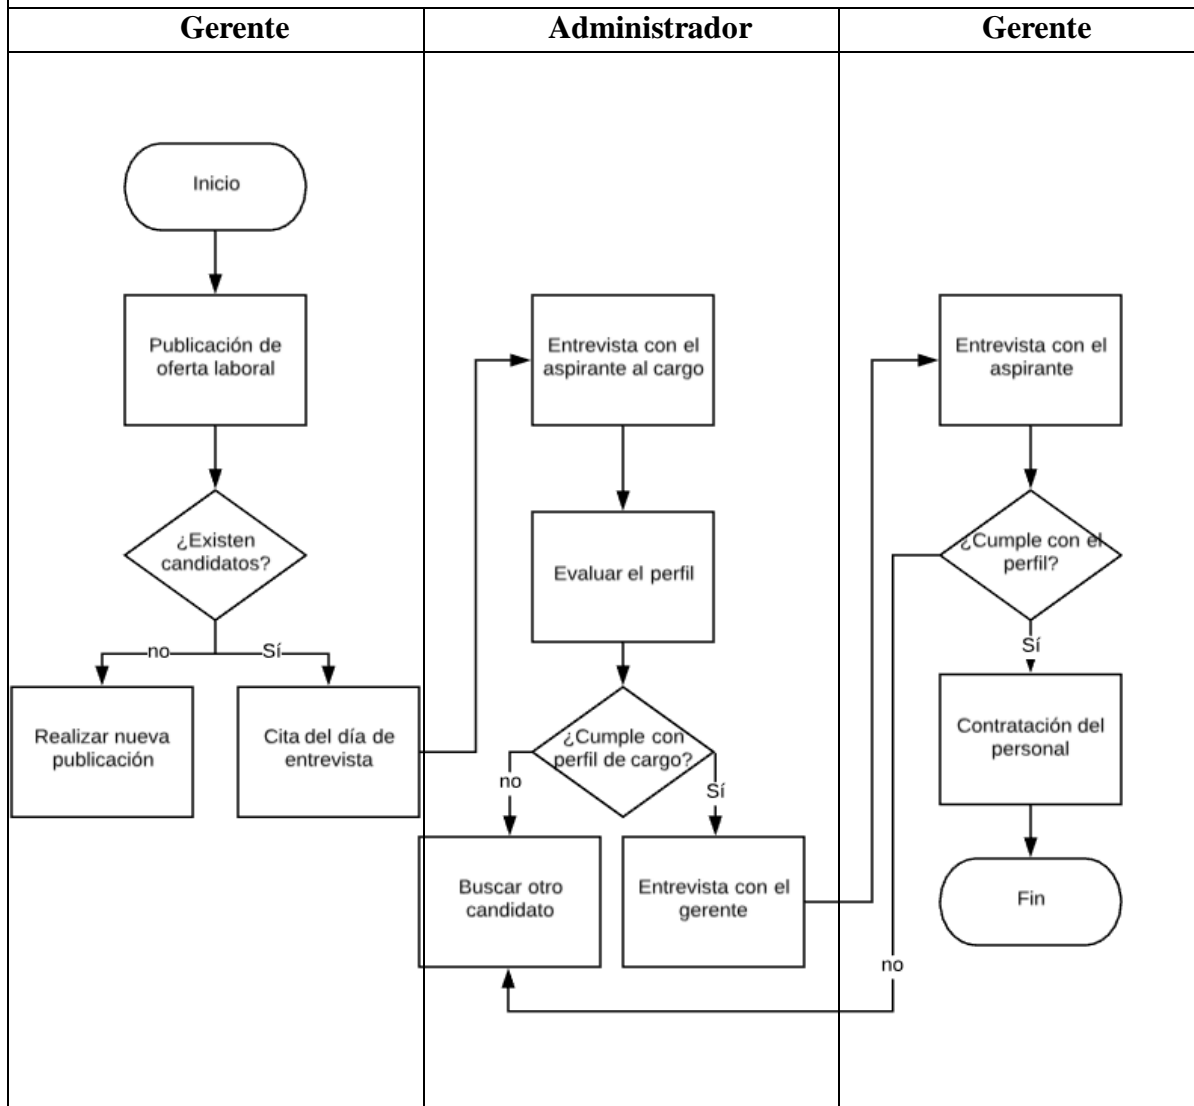 Gerente
Administrador
Gerente
Inicio
Publicación de
oferta laboral
¿Existen
candidatos?
no
Sí
Realizar nueva
publicación
Cita del día de
entrevista
Entrevista con el
aspirante al cargo
Evaluar el perfil
¿Cumple con
perfil de cargo?
no
Sí
Buscar otro
candidato
Entrevista con el
gerente
Entrevista con el
aspirante
¿Cumple con el
perfil?
Sí
no
Contratación del
personal
Fin